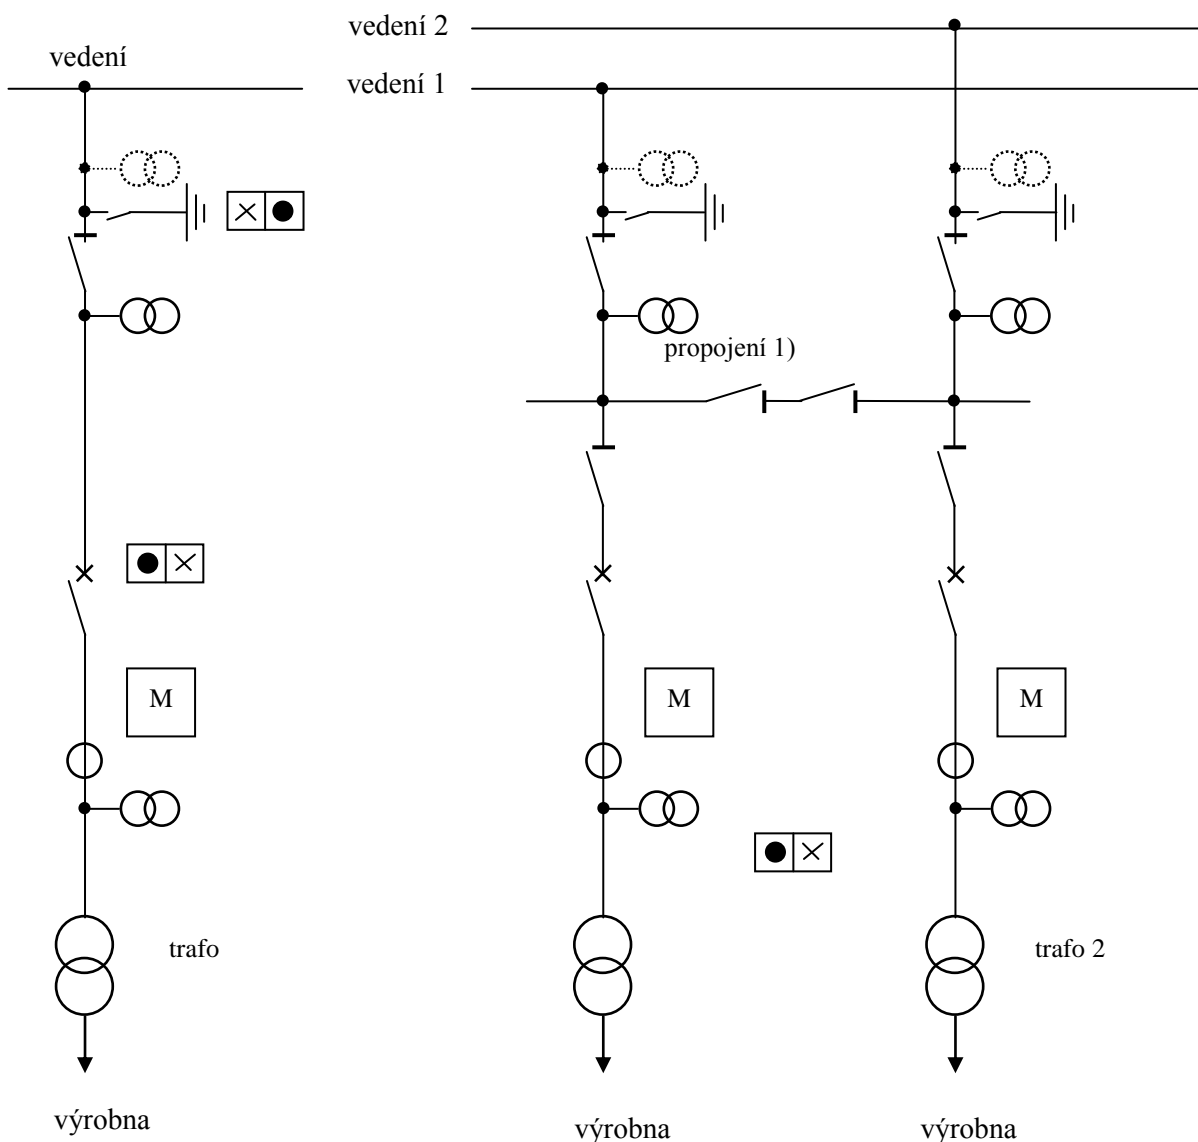 vedení 2
vedení
vedení 1
propojení 1)
M
M
M
trafo
trafo 2
výrobna
výrobna
výrobna